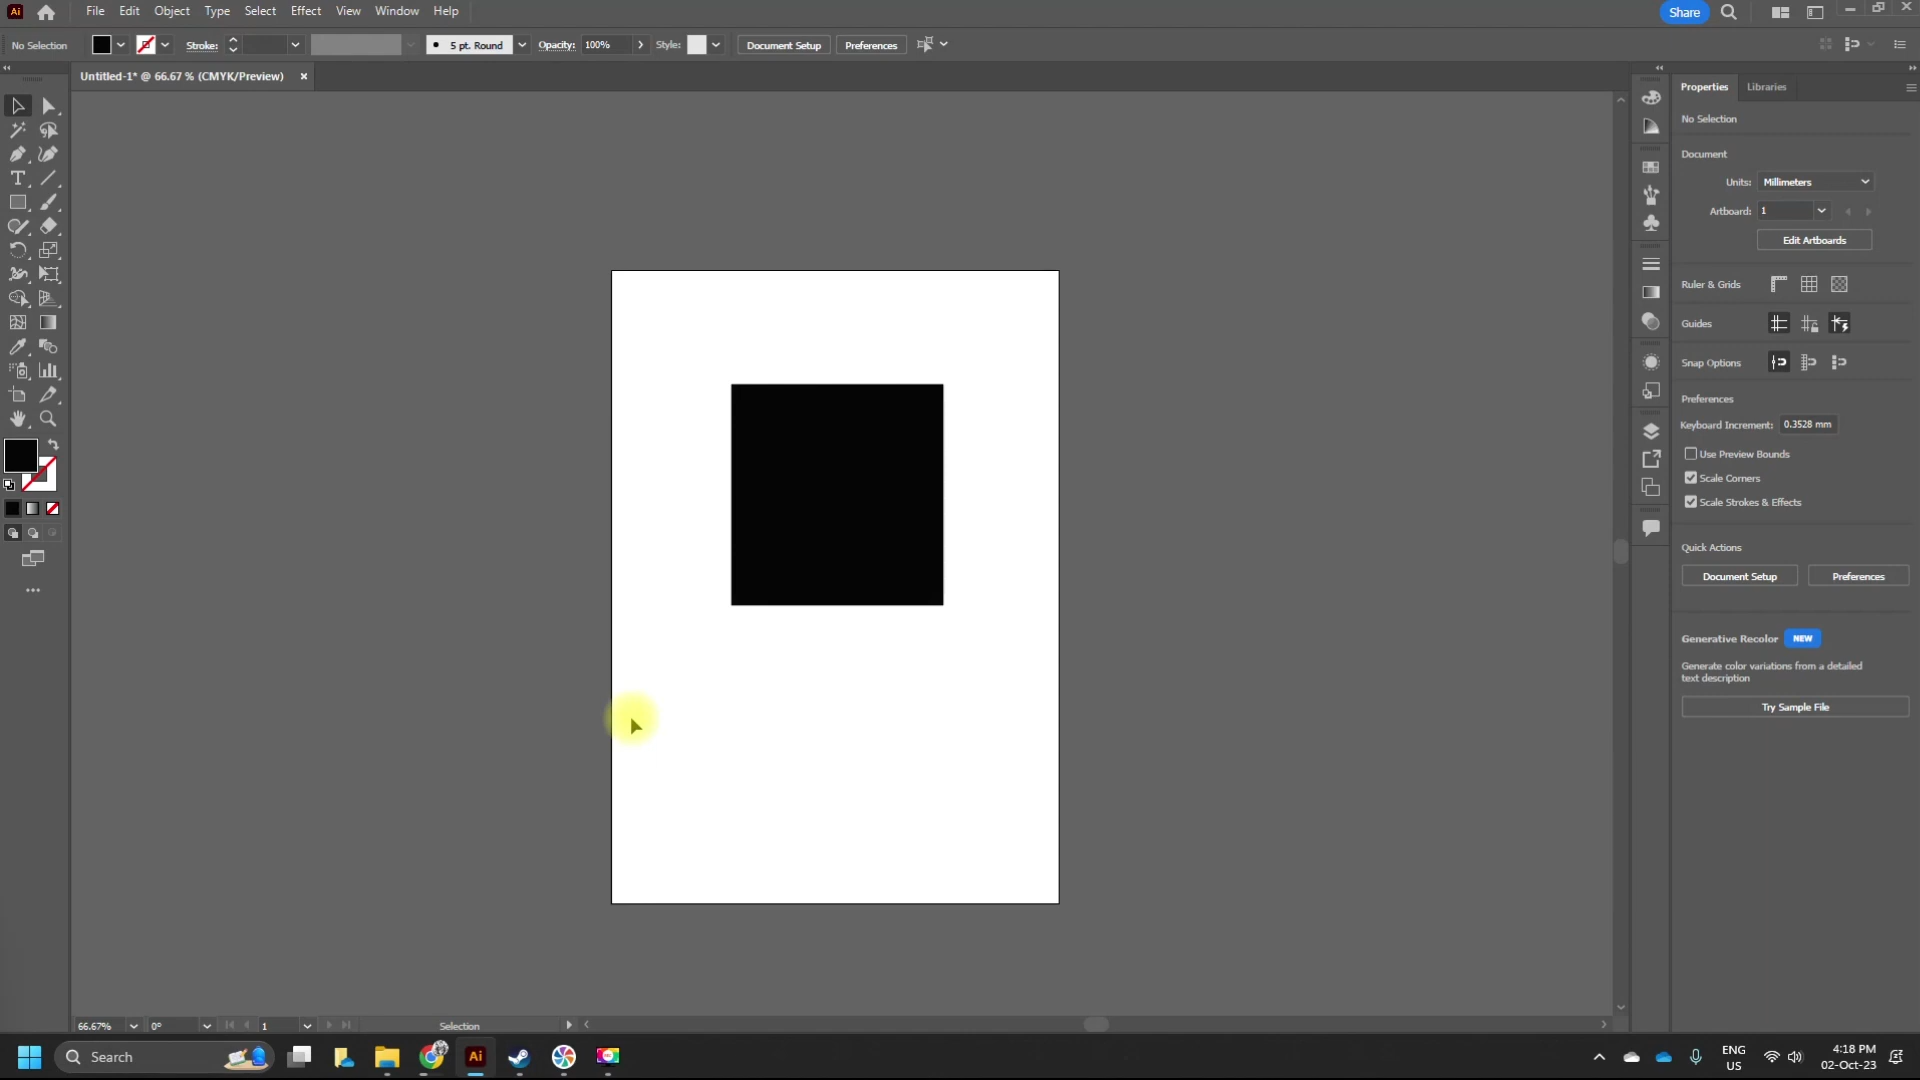 Ai File Edit Object Type Select Effect View Window Help Share
No Selection Stroke: 5 pt. Round Opacity: 100% Style: Document Setup Preferences
Untitled-1* @ 66.67 % (CMYK/Preview) ×
Properties Libraries
No Selection
Document
Units: Millimeters
Artboard: 1
Edit Artboards
Ruler & Grids
Guides
Snap Options
Preferences
Keyboard Increment: 0.3528 mm
Use Preview Bounds
Scale Corners
Scale Strokes & Effects
Quick Actions
Document Setup Preferences
Generative Recolor NEW
Generate color variations from a detailed
text description
Try Sample File
66.67% 0° 1 Selection
Search Ai ENG
US 4:18 PM
02-Oct-23